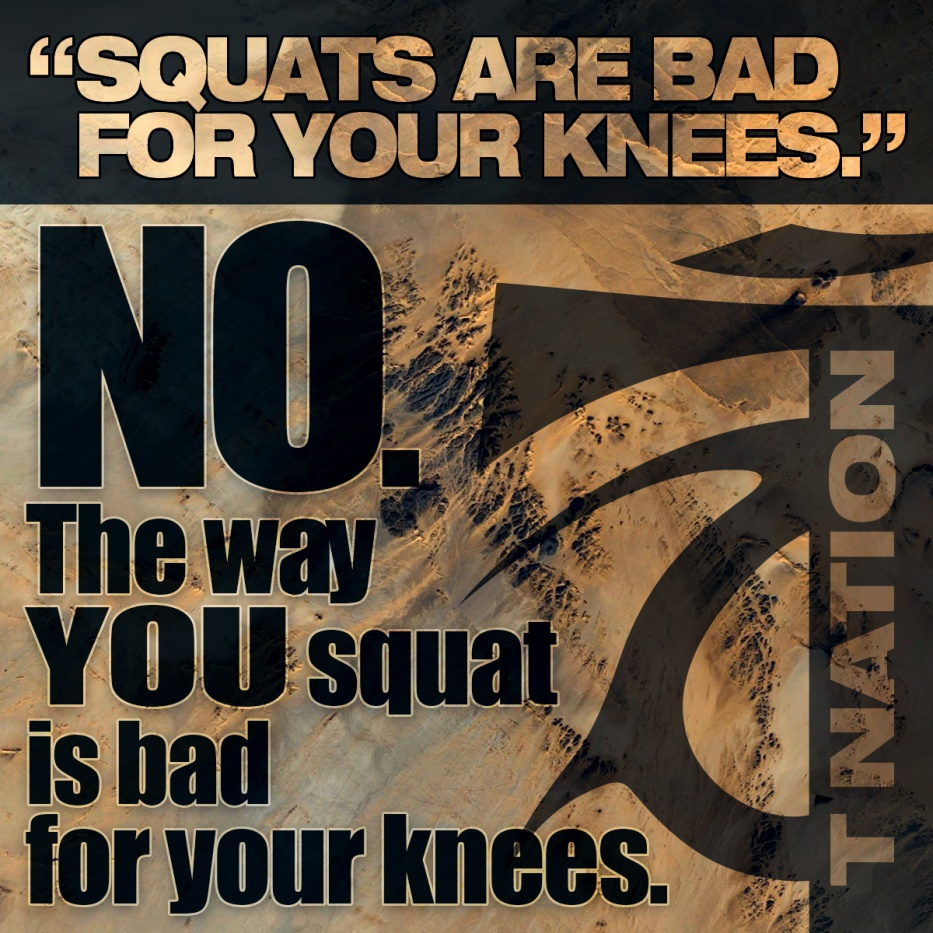 “SQUATS ARE BAD
FOR YOUR KNEES.”
NO.
The way
YOU squat
is bad
for your knees.
T NATION